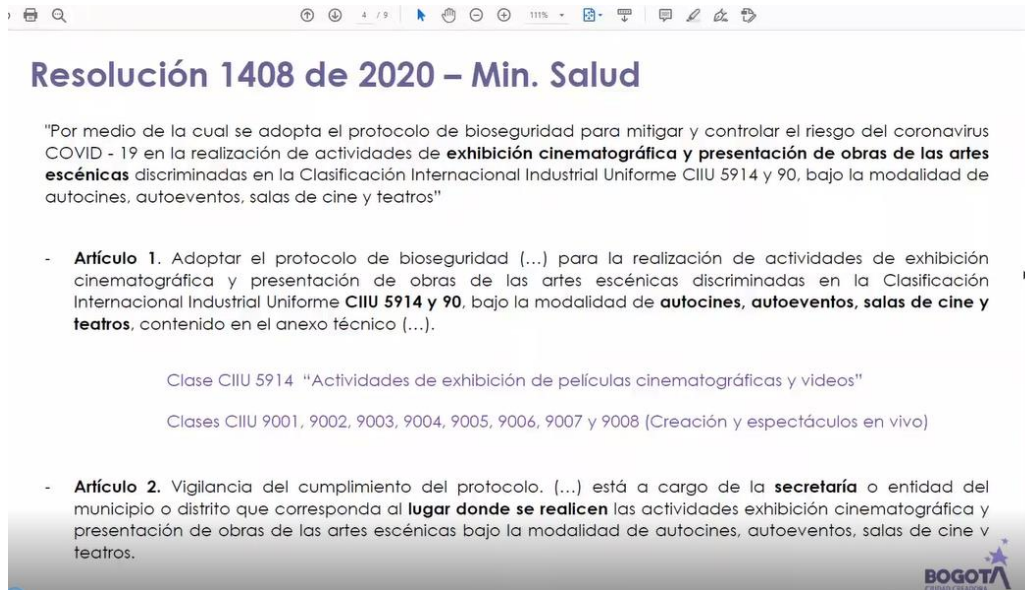 4 / 9
111%
Resolución 1408 de 2020 – Min. Salud
"Por medio de la cual se adopta el protocolo de bioseguridad para mitigar y controlar el riesgo del coronavirus
COVID - 19 en la realización de actividades de exhibición cinematográfica y presentación de obras de las artes
escénicas discriminadas en la Clasificación Internacional Industrial Uniforme CIIU 5914 y 90, bajo la modalidad de
autocines, autoeventos, salas de cine y teatros"
- Artículo 1. Adoptar el protocolo de bioseguridad (...) para la realización de actividades de exhibición
cinematográfica y presentación de obras de las artes escénicas discriminadas en la Clasificación
Internacional Industrial Uniforme CIIU 5914 y 90, bajo la modalidad de autocines, autoeventos, salas de cine y
teatros, contenido en el anexo técnico (...).
Clase CIIU 5914 "Actividades de exhibición de películas cinematográficas y videos"
Clases CIIU 9001, 9002, 9003, 9004, 9005, 9006, 9007 y 9008 (Creación y espectáculos en vivo)
- Artículo 2. Vigilancia del cumplimiento del protocolo. (...) está a cargo de la secretaría o entidad del
municipio o distrito que corresponda al lugar donde se realicen las actividades exhibición cinematográfica y
presentación de obras de las artes escénicas bajo la modalidad de autocines, autoeventos, salas de cine y
teatros.
BOGOTÁ